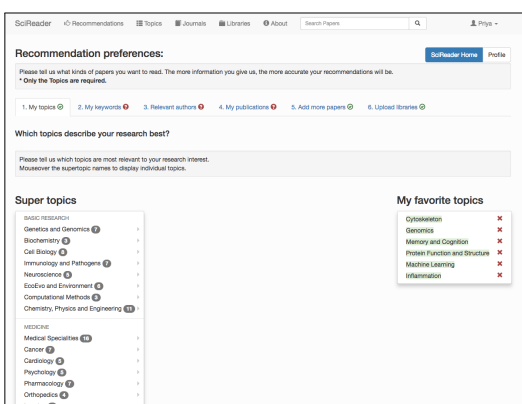 SciReader Recommendations Topics Journals Libraries About Search Papers Priya
Recommendation preferences:
SciReader Home Profile
Please tell us what kinds of papers you want to read. The more information you give us, the more accurate your recommendations will be.
* Only the Topics are required.
1. My topics 2. My keywords 3. Relevant authors 4. My publications 5. Add more papers 6. Upload libraries
Which topics describe your research best?
Please tell us which topics are most relevant to your research interest.
Mouseover the supertopic names to display individual topics.
Super topics
BASIC RESEARCH
Genetics and Genomics 7
Biochemistry 3
Cell Biology
Immunology and Pathogens 7
Neuroscience
EcoEvo and Environment
Computational Methods
Chemistry, Physics and Engineering 11
MEDICINE
Medical Specialities
Cancer 7
Cardiology
Psychology
Pharmacology 7
Orthopedics 4
My favorite topics
Cytoskeleton
Genomics
Memory and Cognition
Protein Function and Structure
Machine Learning
Inflammation